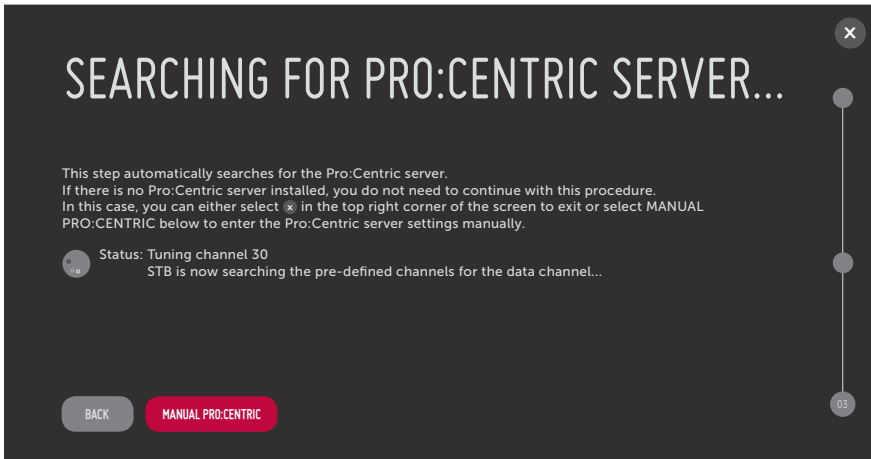 X
SEARCHING FOR PRO:CENTRIC SERVER...
This step automatically searches for the Pro:Centric server.
If there is no Pro:Centric server installed, you do not need to continue with this procedure.
In this case, you can either select x in the top right corner of the screen to exit or select MANUAL
PRO:CENTRIC below to enter the Pro:Centric server settings manually.
Status: Tuning channel 30
STB is now searching the pre-defined channels for the data channel...
BACK
MANUAL PRO:CENTRIC
03